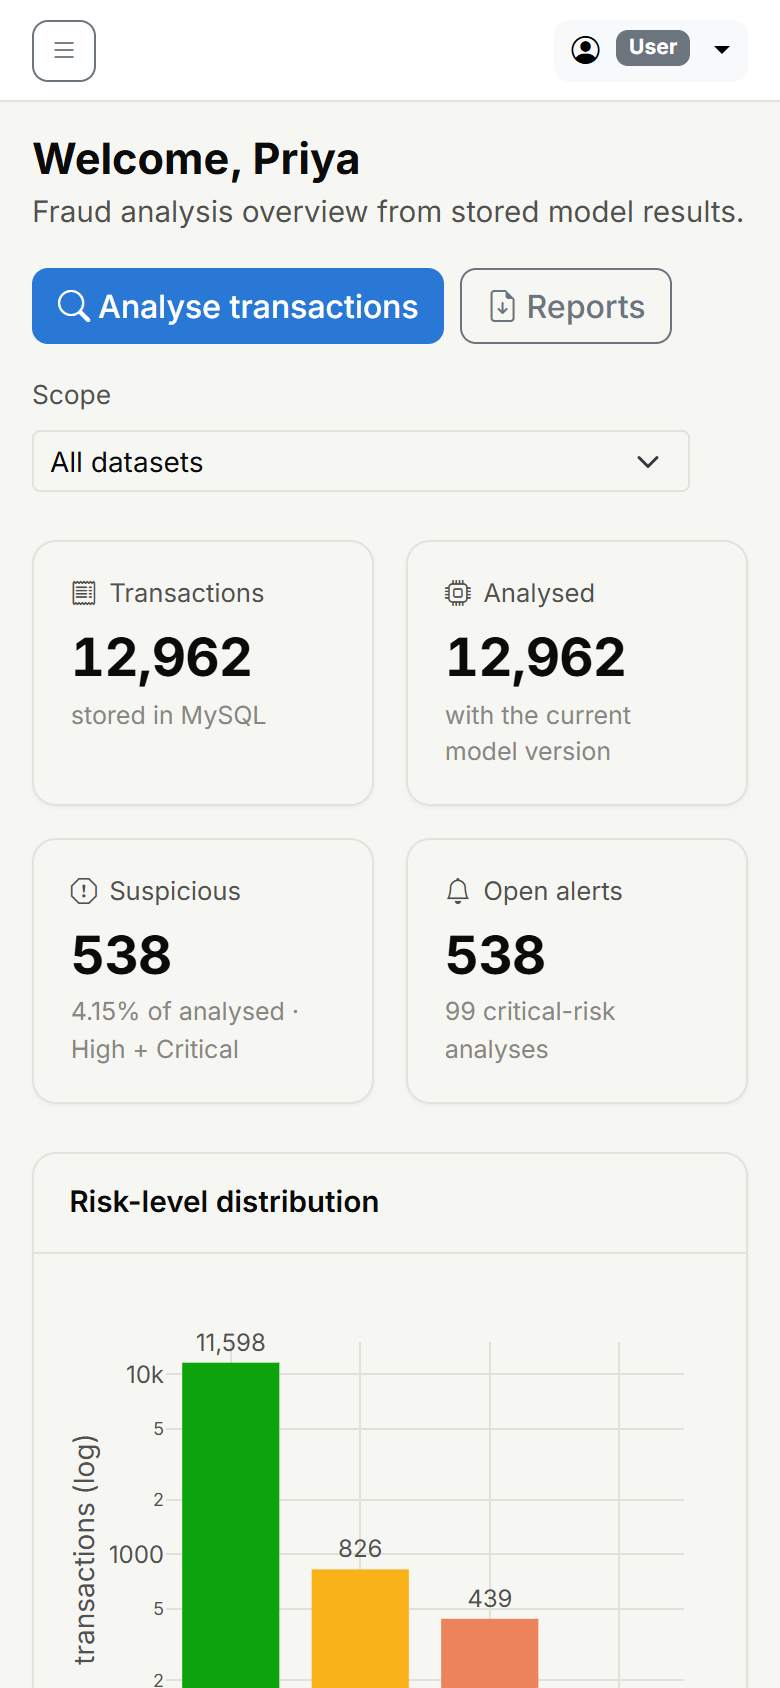 User
Welcome, Priya
Fraud analysis overview from stored model results.
Analyse transactions
Reports
Scope
All datasets
Transactions
12,962
stored in MySQL
Analysed
12,962
with the current
model version
Suspicious
538
4.15% of analysed ·
High + Critical
Open alerts
538
99 critical-risk
analyses
Risk-level distribution
11,598
10k
5
2
826
1000
439
5
2
transactions (log)